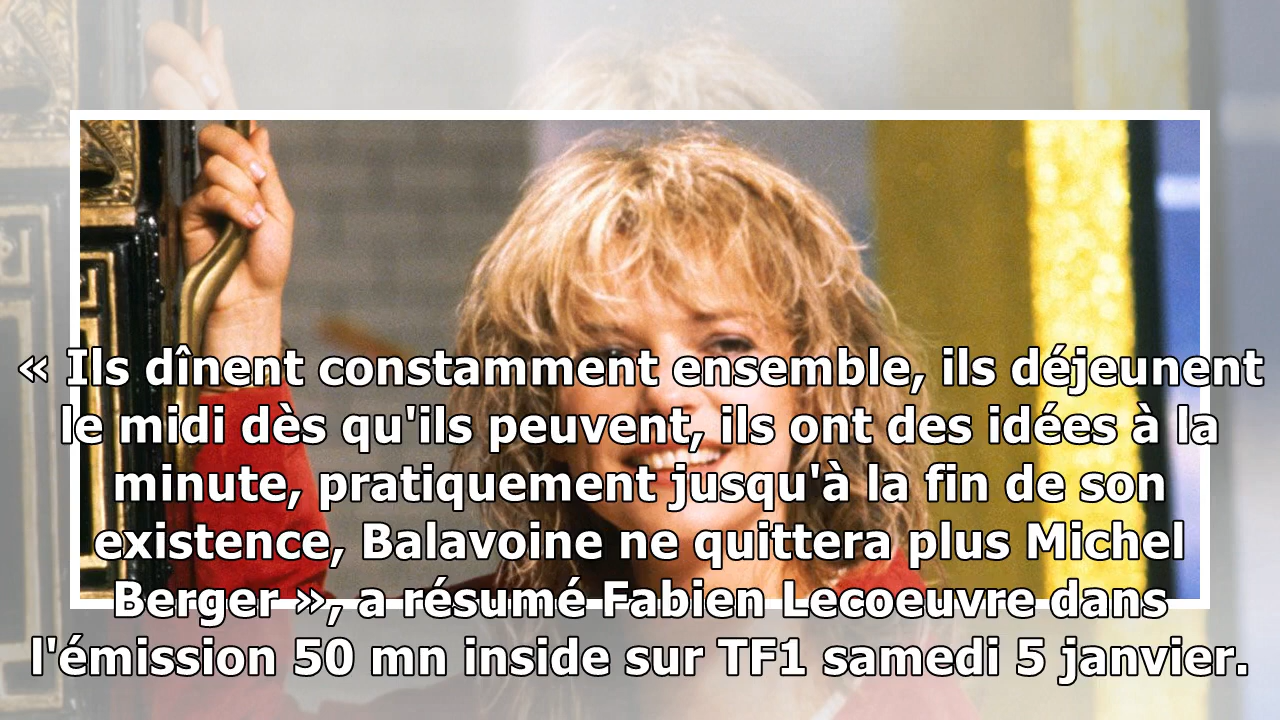 « Ils dînent constamment ensemble, ils déjeunent
le midi dès qu'ils peuvent, ils ont des idées à la
minute, pratiquement jusqu'à la fin de son
existence, Balavoine ne quittera plus Michel
Berger », a résumé Fabien Lecoeuvre dans
l'émission 50 mn inside sur TF1 samedi 5 janvier.